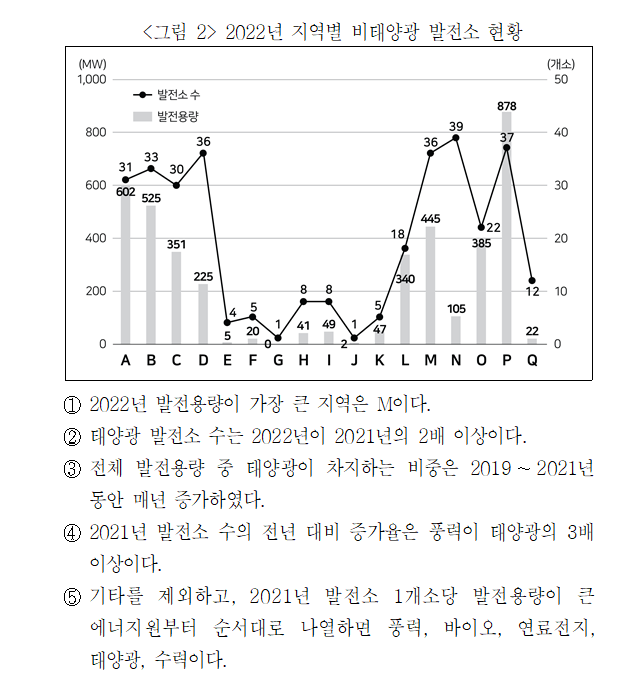 <그림 2> 2022년 지역별 비태양광 발전소 현황
(MW) (개소)
1,000 50
발전소 수
발전용량
878
800 40
36 39 37
31 33 30 36
600 30
602 525
445
18 22
400 20
351 385
340
225
200 10
8 8 12
4 5 1 1 5
105
41 49 47
5 20 0 2 22
0 0
A B C D E F G H I J K L M N O P Q
① 2022년 발전용량이 가장 큰 지역은 M이다.
② 태양광 발전소 수는 2022년이 2021년의 2배 이상이다.
③ 전체 발전용량 중 태양광이 차지하는 비중은 2019 ~ 2021년
동안 매년 증가하였다.
④ 2021년 발전소 수의 전년 대비 증가율은 풍력이 태양광의 3배
이상이다.
⑤ 기타를 제외하고, 2021년 발전소 1개소당 발전용량이 큰
에너지원부터 순서대로 나열하면 풍력, 바이오, 연료전지,
태양광, 수력이다.